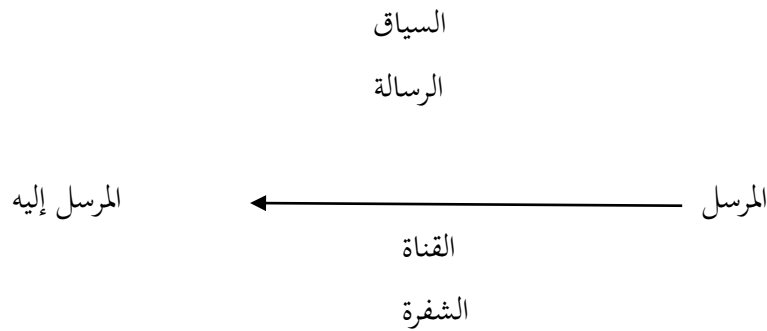 السياق
الرسالة
المرسل
المرسل إليه
القناة
الشفرة